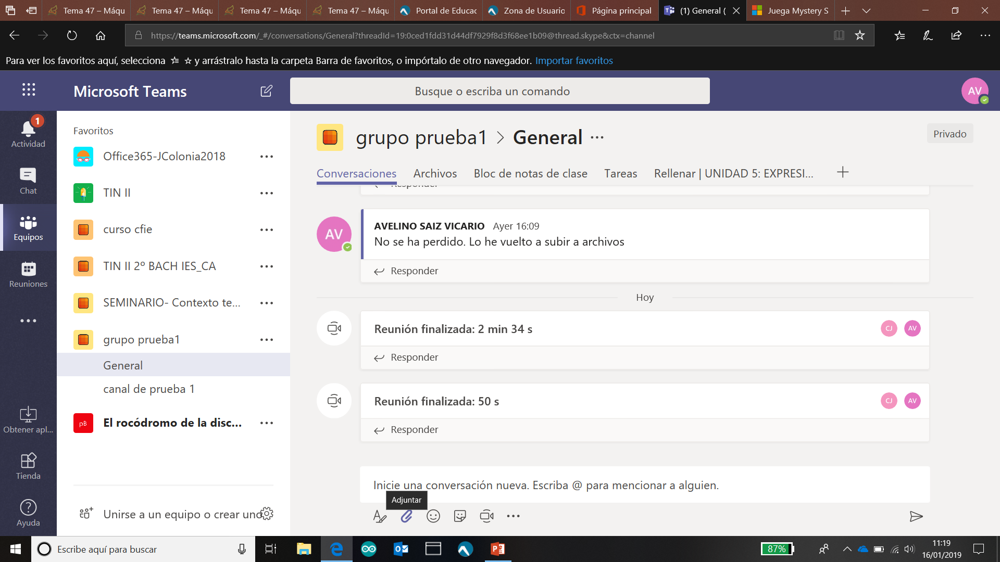 Tema 47 – Máqu
Tema 47 – Máqu
Tema 47 – Máqu
Tema 47 – Máqu
Portal de Educac
Zona de Usuario
Página principal
(1) General (
Juega Mystery S
https://teams.microsoft.com/_#/conversations/General?threadId=19:0ced1fdd31d44df7929f8d3f68ee1b09@thread.skype&ctx=channel
Para ver los favoritos aquí, selecciona y arrástralo hasta la carpeta Barra de favoritos, o impórtalo de otro navegador. Importar favoritos
Microsoft Teams
Busque o escriba un comando
AV
1
Actividad
Chat
Equipos
Reuniones
Obtener apl...
Tienda
Ayuda
Favoritos
Office365-JColonia2018
TIN II
curso cfie
TIN II 2º BACH IES_CA
SEMINARIO- Contexto te...
grupo prueba1
General
canal de prueba 1
pB
El rocódromo de la disc...
Unirse a un equipo o crear uno
grupo prueba1 > General ...
Privado
Conversaciones
Archivos
Bloc de notas de clase
Tareas
Rellenar | UNIDAD 5: EXPRESI...
Responder
AV
AVELINO SAIZ VICARIO Ayer 16:09
No se ha perdido. Lo he vuelto a subir a archivos
Responder
Hoy
Reunión finalizada: 2 min 34 s
CJ AV
Responder
Reunión finalizada: 50 s
CJ AV
Responder
Inicie una conversación nueva. Escriba @ para mencionar a alguien.
Adjuntar
Escribe aquí para buscar
87%
11:19
16/01/2019